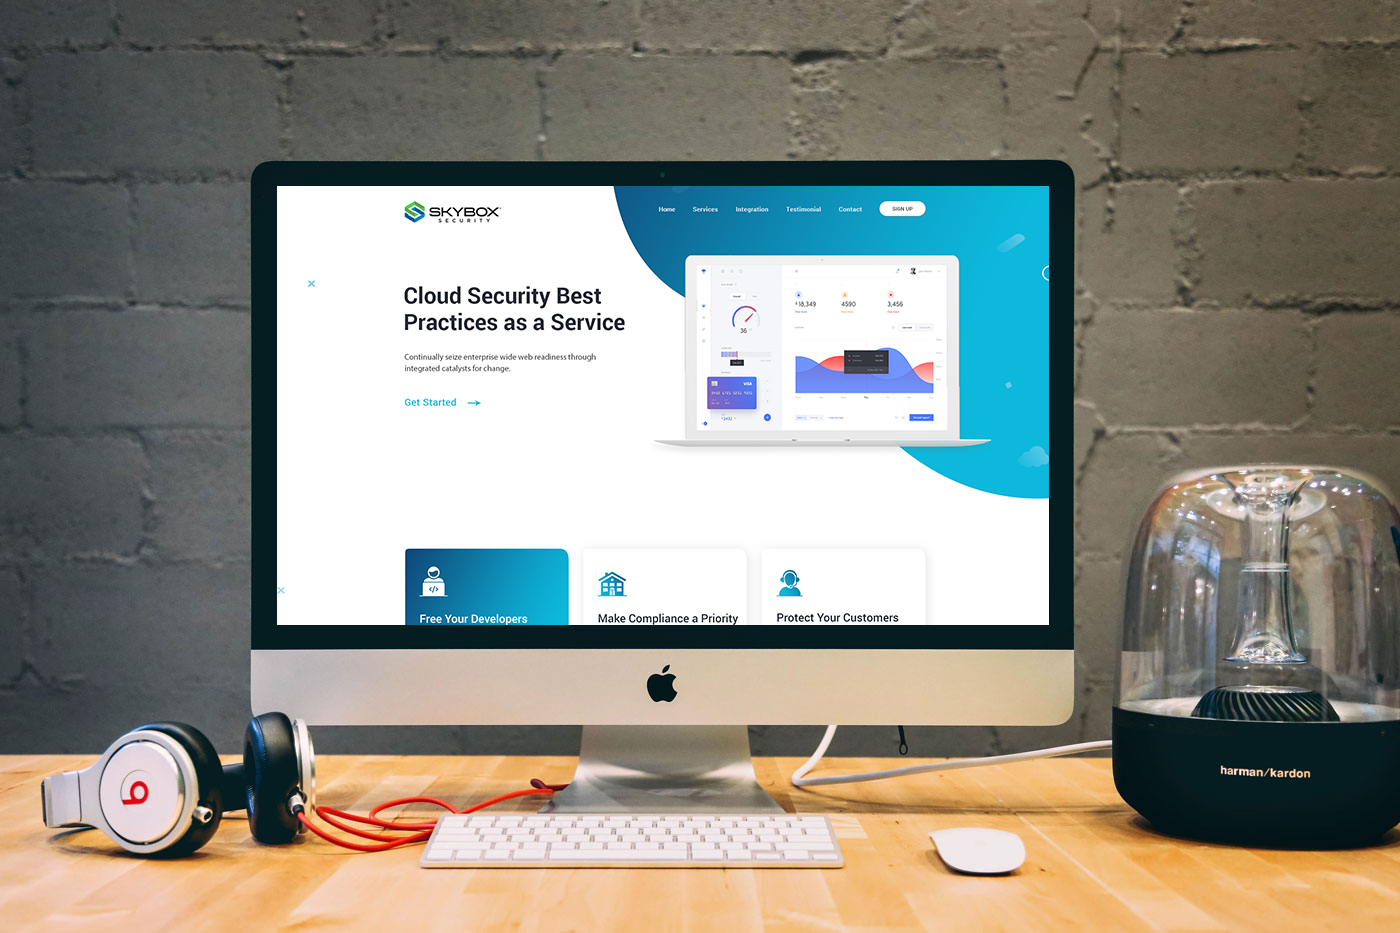 SKYBOX
SECURITY
Home Services Integration Testimonial Contact SIGN UP
Cloud Security Best
Practices as a Service
Continually seize enterprise wide web readiness through
integrated catalysts for change.
Get Started
$18,349 4590 3,456
36
VISA
Free Your Developers
Make Compliance a Priority
Protect Your Customers
harman/kardon